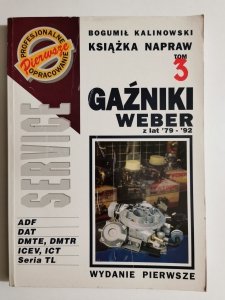 PROFESJONALNE
Pierwsze
OPRACOWANIE
BOGUMIŁ KALINOWSKI
KSIĄŻKA NAPRAW
TOM
3
GAŹNIKI
WEBER
z lat '79 - '92
SERVICE
ADF
DAT
DMTE, DMTR
ICEV, ICT
Seria TL
WYDANIE PIERWSZE